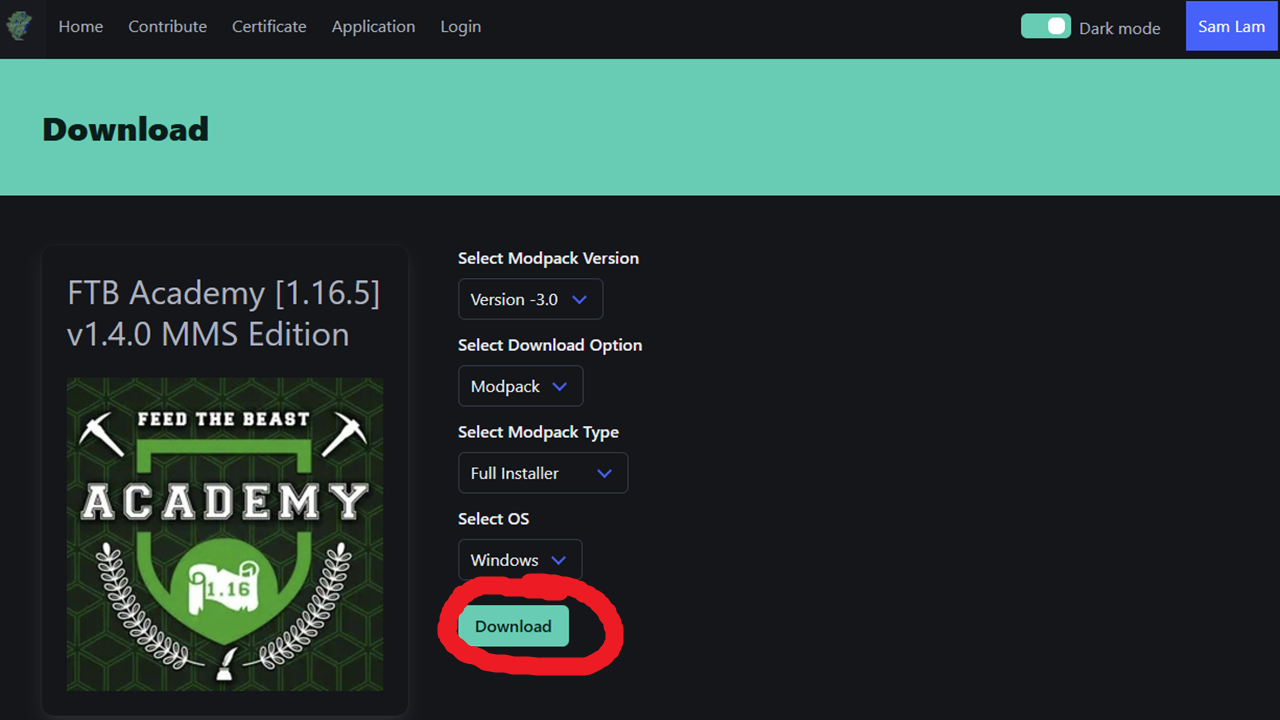 Home Contribute Certificate Application Login Dark mode Sam Lam
Download
FTB Academy [1.16.5]
v1.4.0 MMS Edition
FEED THE BEAST
ACADEMY
1.16
Select Modpack Version
Version -3.0
Select Download Option
Modpack
Select Modpack Type
Full Installer
Select OS
Windows
Download